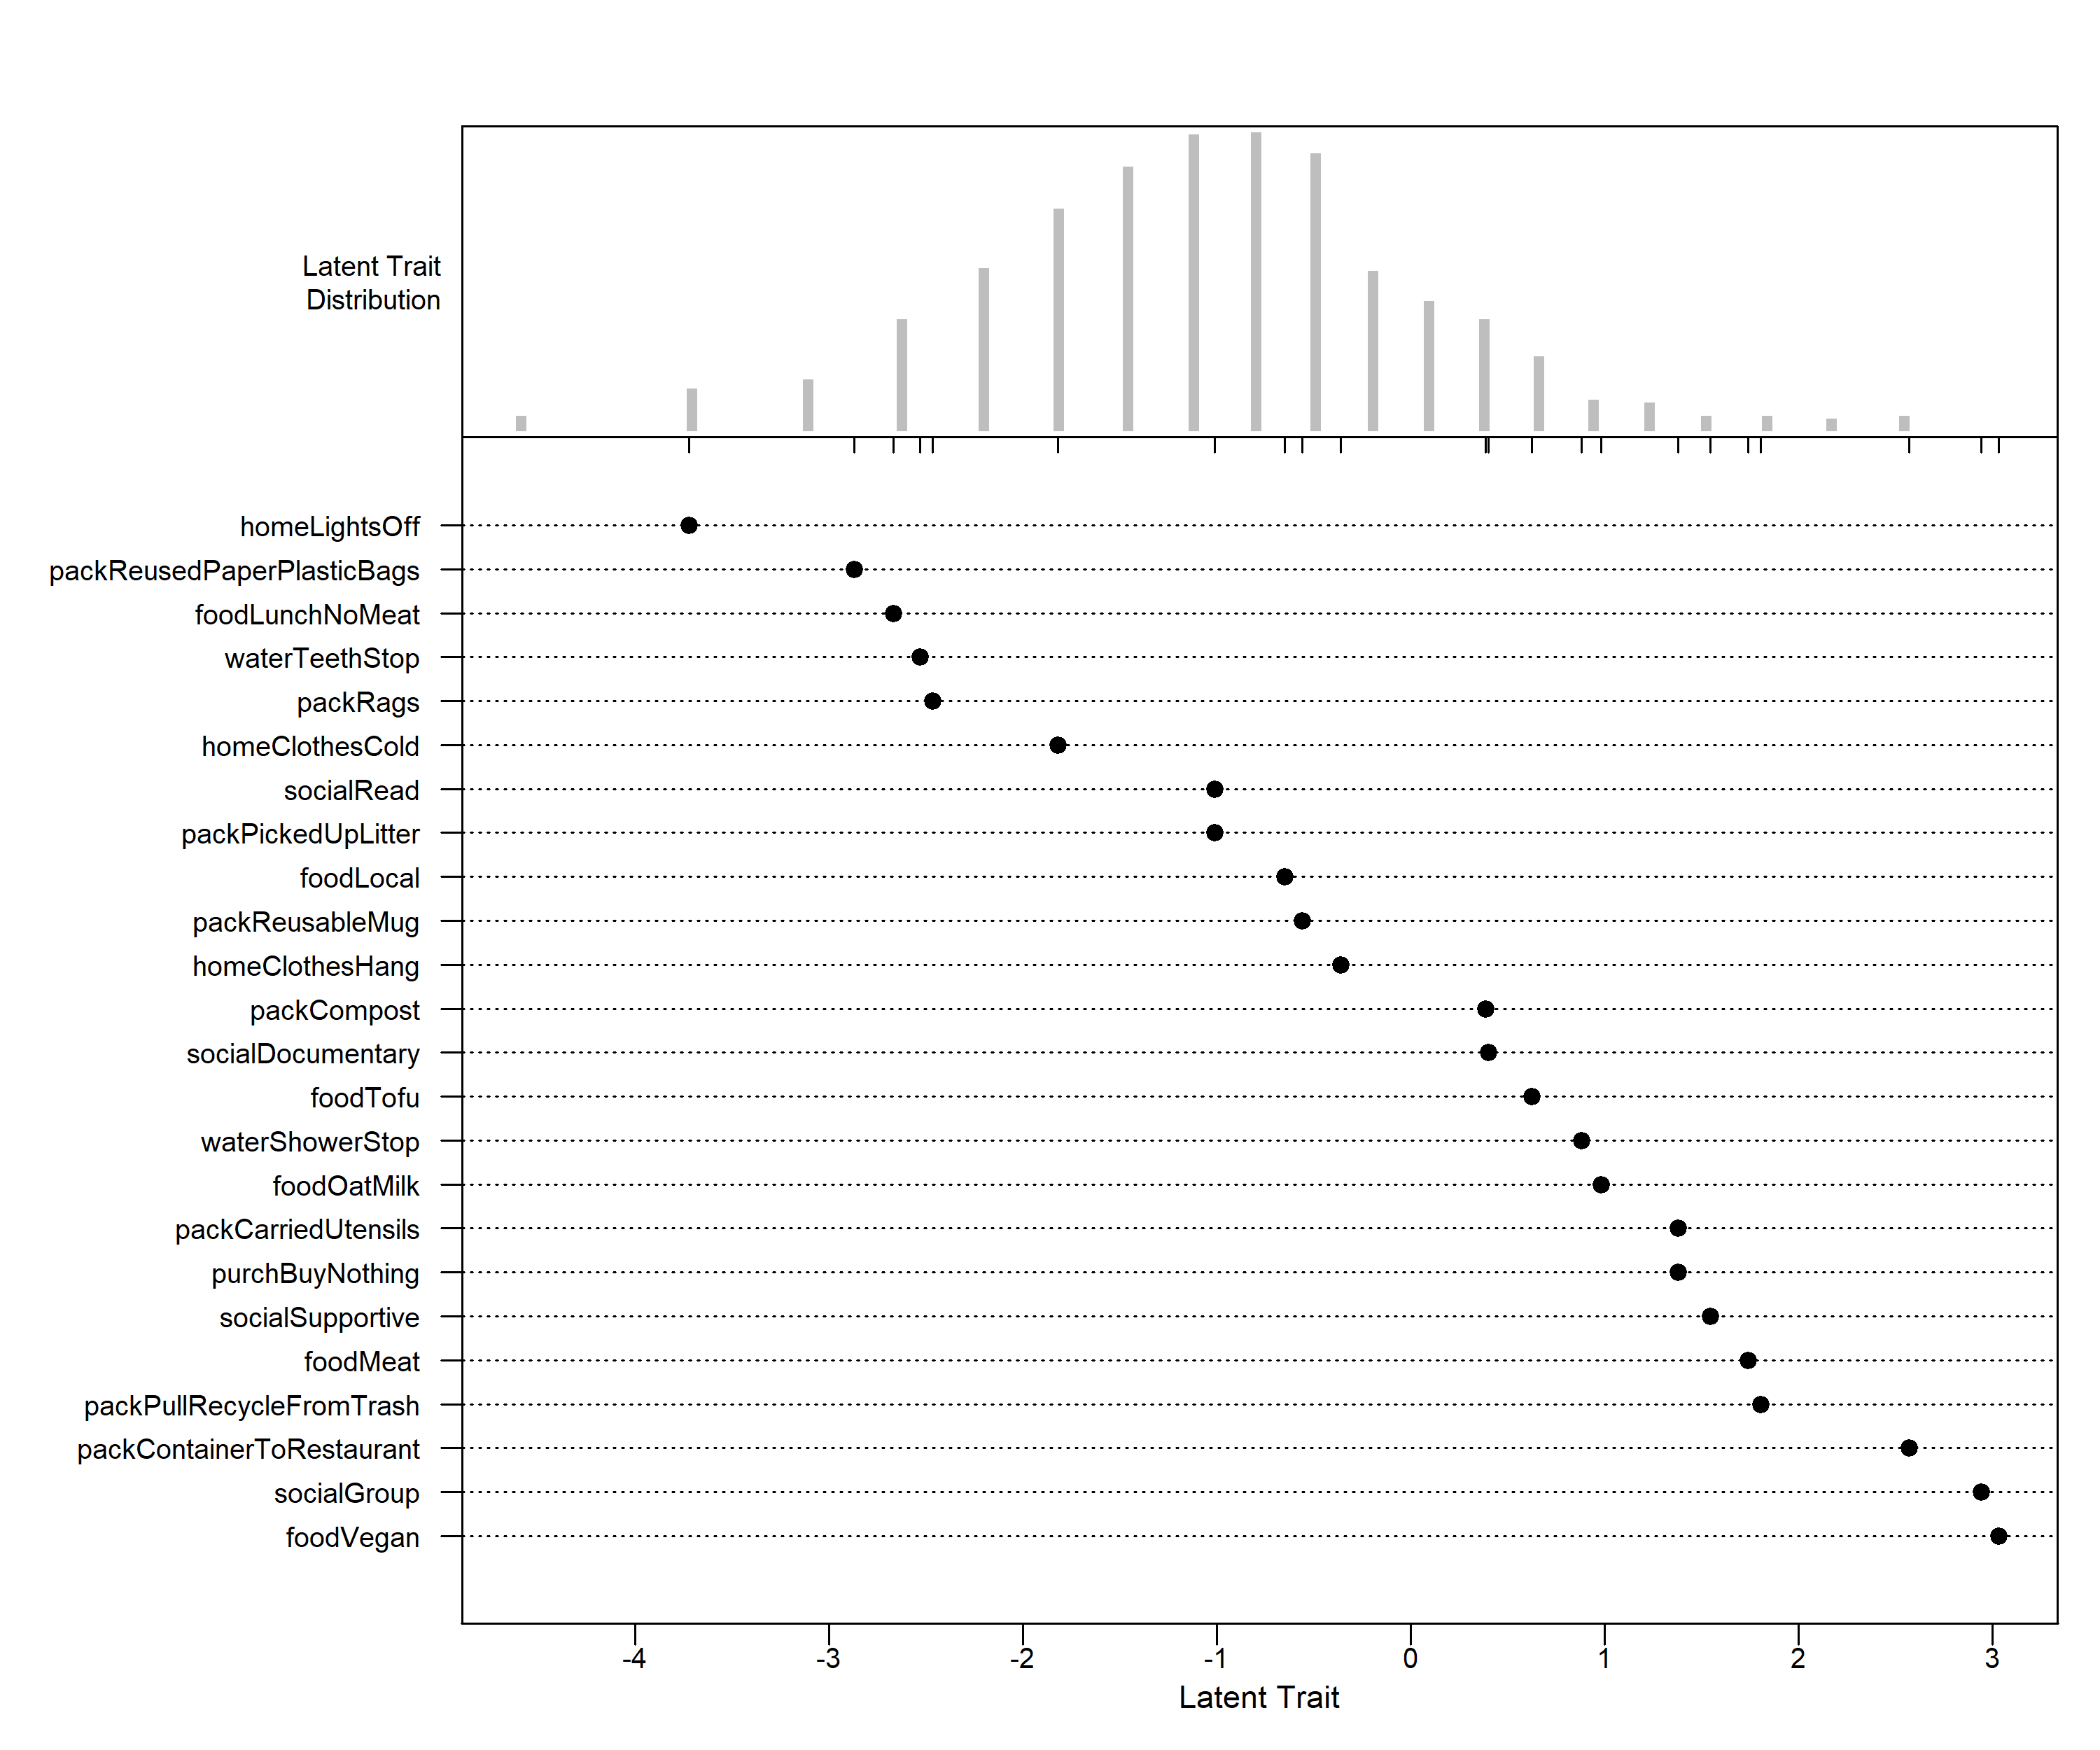 Latent Trait
Distribution
homeLightsOff
packReusedPaperPlasticBags
foodLunchNoMeat
waterTeethStop
packRags
homeClothesCold
socialRead
packPickedUpLitter
foodLocal
packReusableMug
homeClothesHang
packCompost
socialDocumentary
foodTofu
waterShowerStop
foodOatMilk
packCarriedUtensils
purchBuyNothing
socialSupportive
foodMeat
packPullRecycleFromTrash
packContainerToRestaurant
socialGroup
foodVegan
-4 -3 -2 -1 0 1 2 3
Latent Trait